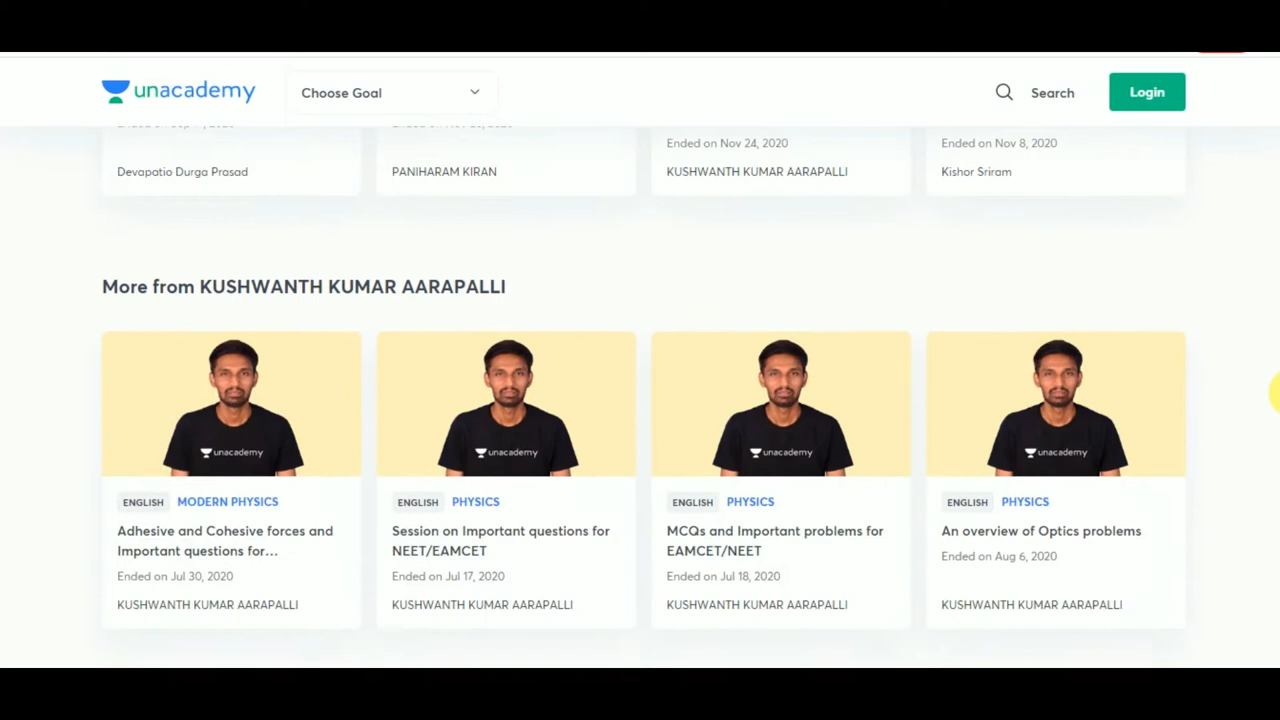 unacademy
Choose Goal
Search
Login
Ended on Nov 24, 2020
Ended on Nov 8, 2020
Devapatio Durga Prasad
PANIHARAM KIRAN
KUSHWANTH KUMAR AARAPALLI
Kishor Sriram
More from KUSHWANTH KUMAR AARAPALLI
unacademy
unacademy
unacademy
unacademy
ENGLISH MODERN PHYSICS
Adhesive and Cohesive forces and
Important questions for...
Ended on Jul 30, 2020
KUSHWANTH KUMAR AARAPALLI
ENGLISH PHYSICS
Session on Important questions for
NEET/EAMCET
Ended on Jul 17, 2020
KUSHWANTH KUMAR AARAPALLI
ENGLISH PHYSICS
MCQs and Important problems for
EAMCET/NEET
Ended on Jul 18, 2020
KUSHWANTH KUMAR AARAPALLI
ENGLISH PHYSICS
An overview of Optics problems
Ended on Aug 6, 2020
KUSHWANTH KUMAR AARAPALLI